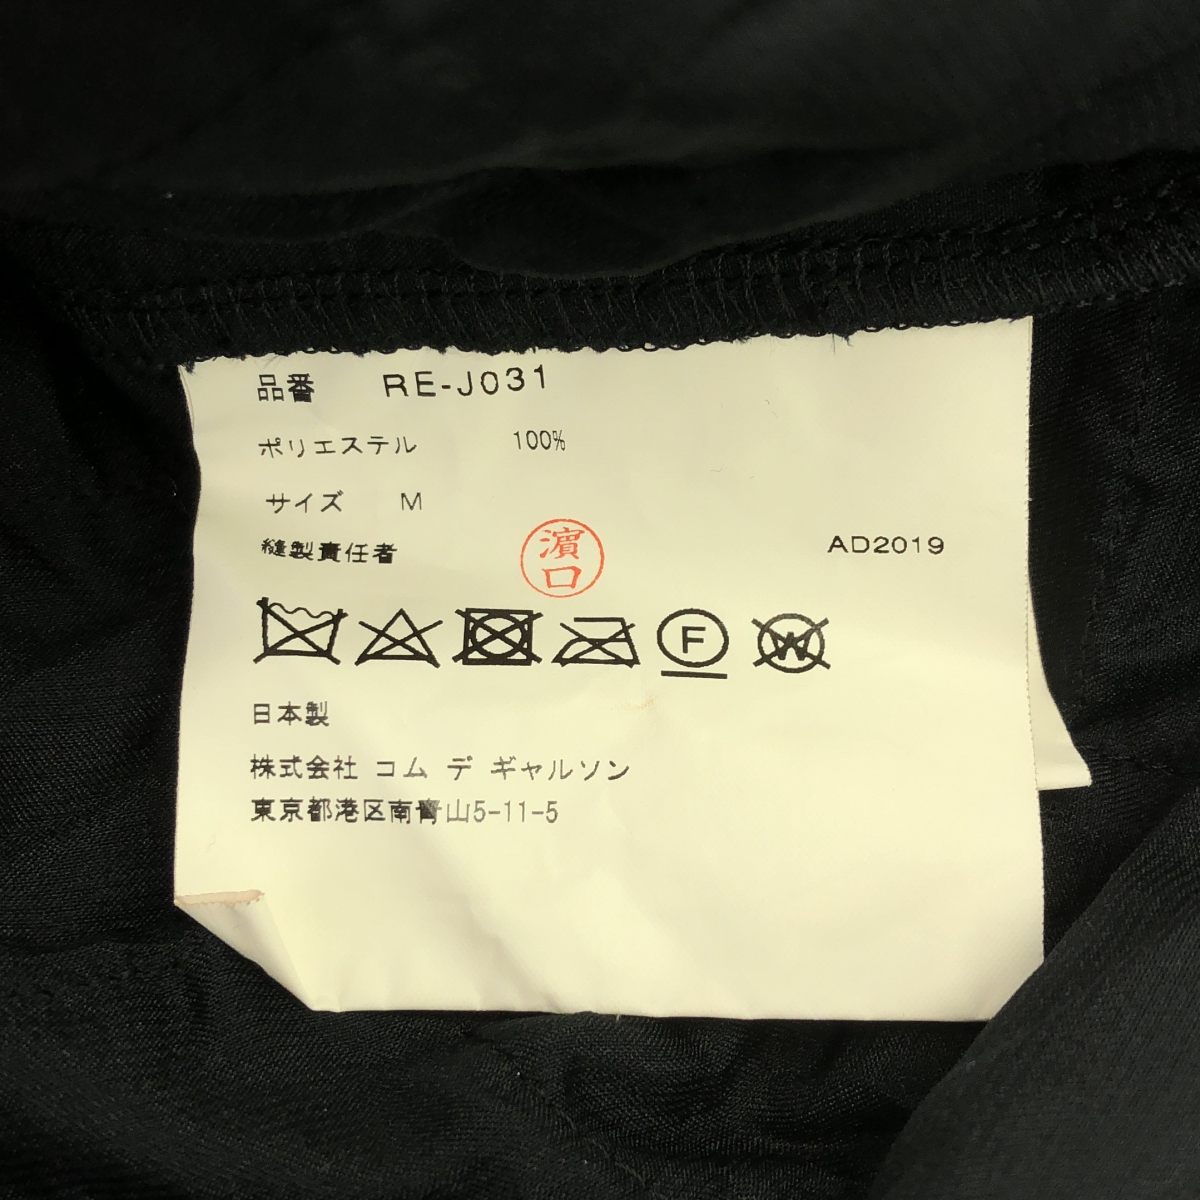 品番 RE-J031
ポリエステル 100%
サイズ M
縫製責任者 濵口 AD2019
F W
日本製
株式会社 コム デ ギャルソン
東京都港区南青山5-11-5